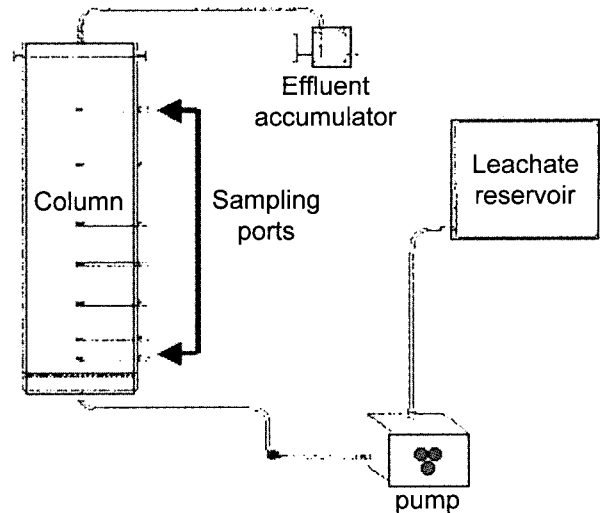 Effluent
accumulator
Leachate
reservoir
Column
Sampling
ports
pump